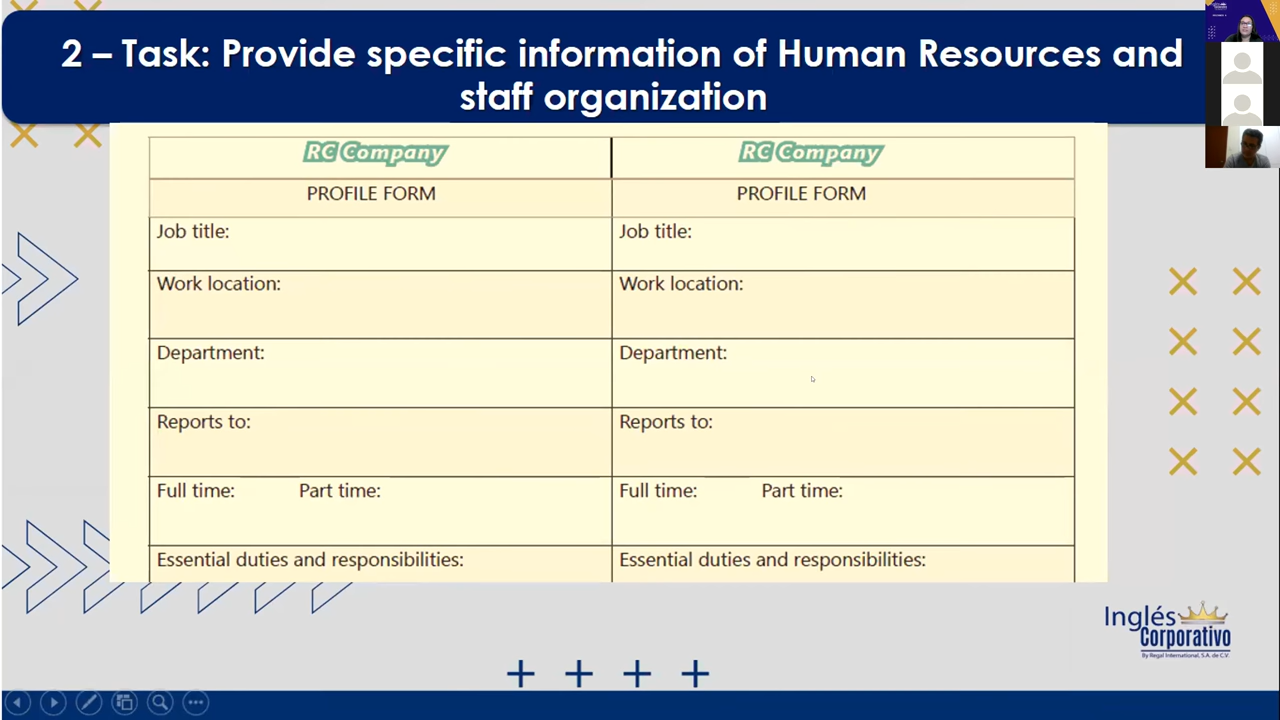 2 – Task: Provide specific information of Human Resources and
staff organization
RC Company
PROFILE FORM
Job title:
Work location:
Department:
Reports to:
Full time: Part time:
Essential duties and responsibilities:
RC Company
PROFILE FORM
Job title:
Work location:
Department:
Reports to:
Full time: Part time:
Essential duties and responsibilities:
Inglés
Corporativo
By Regal International, S.A. de C.V.